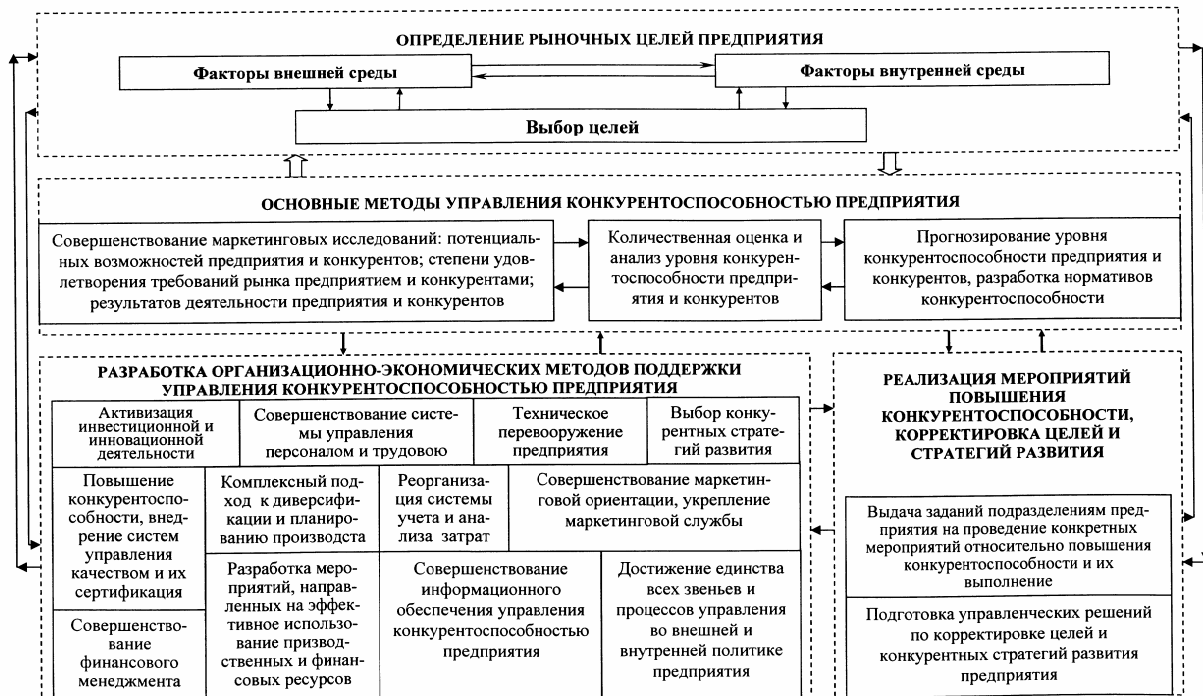 ОПРЕДЕЛЕНИЕ РЫНОЧНЫХ ЦЕЛЕЙ ПРЕДПРИЯТИЯ
Факторы внешней среды
Факторы внутренней среды
Выбор целей
ОСНОВНЫЕ МЕТОДЫ УПРАВЛЕНИЯ КОНКУРЕНТОСПОСОБНОСТЬЮ ПРЕДПРИЯТИЯ
Совершенствование маркетинговых исследований: потенциаль-
ных возможностей предприятия и конкурентов; степени удов-
летворения требований рынка предприятием и конкурентами;
результатов деятельности предприятия и конкурентов
Количественная оценка и
анализ уровня конкурен-
тоспособности предпри-
ятия и конкурентов
Прогнозирование уровня
конкурентоспособности предприятия и
конкурентов, разработка нормативов
конкурентоспособности
РАЗРАБОТКА ОРГАНИЗАЦИОННО-ЭКОНОМИЧЕСКИХ МЕТОДОВ ПОДДЕРЖКИ
УПРАВЛЕНИЯ КОНКУРЕНТОСПОСОБНОСТЬЮ ПРЕДПРИЯТИЯ
Активизация
инвестиционной и
инновационной
деятельности
Совершенствование систе-
мы управления
персоналом и трудовою
Техническое
перевооружение
предприятия
Выбор конку-
рентных страте-
гий развития
Повышение
конкурентоспо-
собности, внед-
рение систем
управления
качеством и их
сертификация
Комплексный под-
ход к диверсифи-
кации и планиро-
ванию производста
Реоргани-
зация системы
учета и ана-
лиза затрат
Совершенствование маркетин-
говой ориентации, укрепление
маркетинговой службы
Совершенство-
вание
финансового
менеджмента
Разработка меро-
приятий, направ-
ленных на эффек-
тивное использо-
вание призвод-
ственных и финан-
совых ресурсов
Совершенствование
информационного
обеспечения управления
конкурентоспособностью
предприятия
Достижение единства
всех звеньев и
процессов управления
во внешней и
внутренней политике
предприятия
РЕАЛИЗАЦИЯ МЕРОПРИЯТИЙ
ПОВЫШЕНИЯ
КОНКУРЕНТОСПОСОБНОСТИ,
КОРРЕКТИРОВКА ЦЕЛЕЙ И
СТРАТЕГИЙ РАЗВИТИЯ
Выдача заданий подразделениям пред-
приятия на проведение конкретных
мероприятий относительно повышения
конкурентоспособности и их
выполнение
Подготовка управленческих решений
по корректировке целей и
конкурентных стратегий развития
предприятия